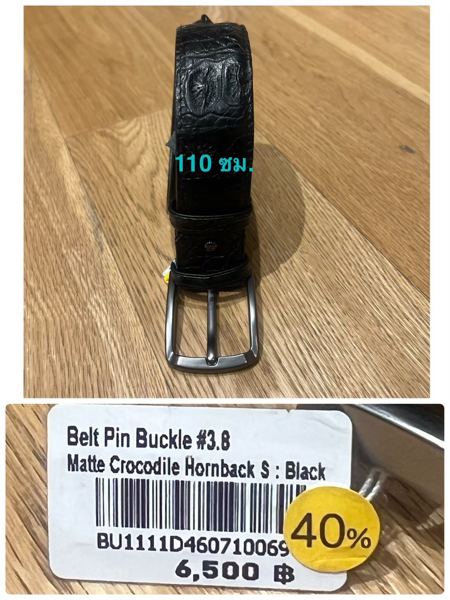 110 ซม.
Belt Pin Buckle #3.8
Matte Crocodile Hornback S : Black
BU1111D460710069
40%
6,500 ฿